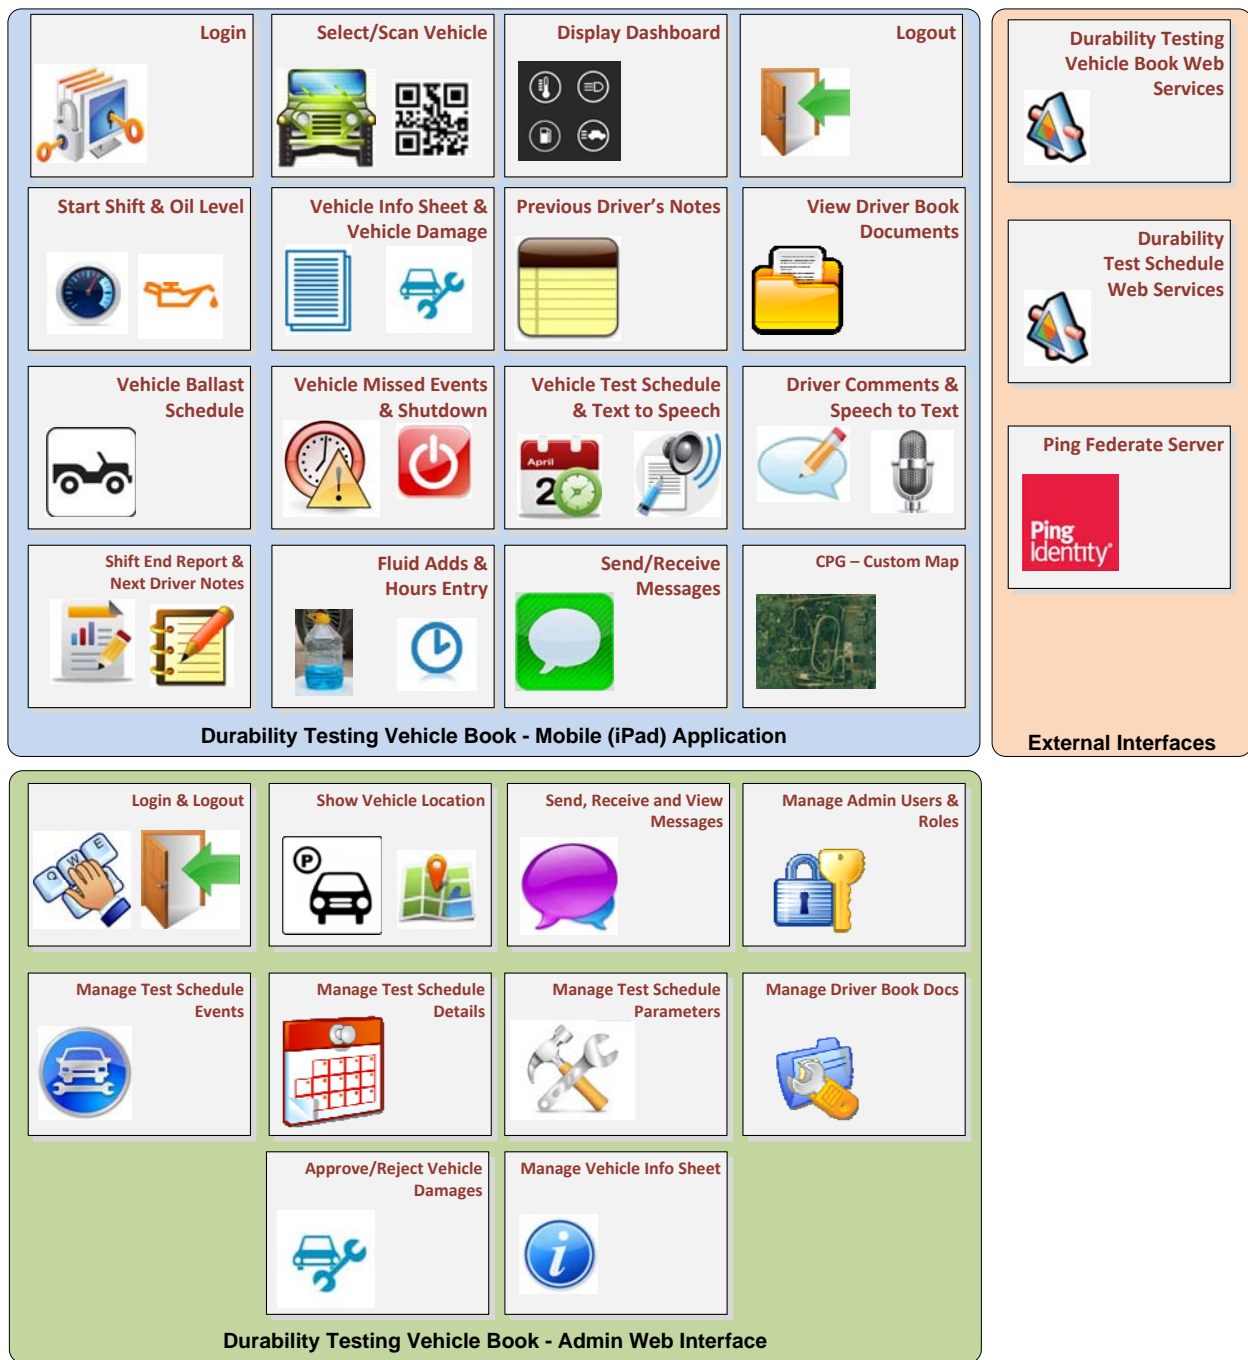 Login
Select/Scan Vehicle
Display Dashboard
Logout
Start Shift & Oil Level
Vehicle Info Sheet &
Vehicle Damage
Previous Driver's Notes
View Driver Book
Documents
Vehicle Ballast
Schedule
Vehicle Missed Events
& Shutdown
Vehicle Test Schedule
& Text to Speech
April
2
Driver Comments &
Speech to Text
Shift End Report &
Next Driver Notes
Fluid Adds &
Hours Entry
Send/Receive
Messages
CPG – Custom Map
Durability Testing Vehicle Book - Mobile (iPad) Application
Durability Testing
Vehicle Book Web
Services
Durability
Test Schedule
Web Services
Ping Federate Server
Ping
Identity®
External Interfaces
Login & Logout
Q W E
Show Vehicle Location
P
Send, Receive and View
Messages
Manage Admin Users &
Roles
Manage Test Schedule
Events
Manage Test Schedule
Details
Manage Test Schedule
Parameters
Manage Driver Book Docs
Approve/Reject Vehicle
Damages
Manage Vehicle Info Sheet
i
Durability Testing Vehicle Book - Admin Web Interface